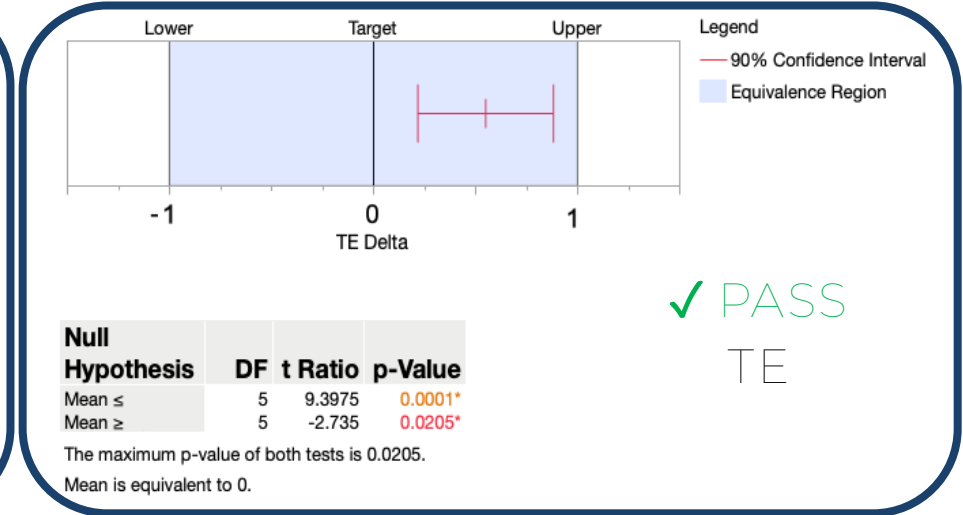 Lower Target Upper
Legend
90% Confidence Interval
Equivalence Region
-1 0 1
TE Delta
✓ PASS
TE
Null
Hypothesis DF t Ratio p-Value
Mean ≤ 5 9.3975 0.0001*
Mean ≥ 5 -2.735 0.0205*
The maximum p-value of both tests is 0.0205.
Mean is equivalent to 0.